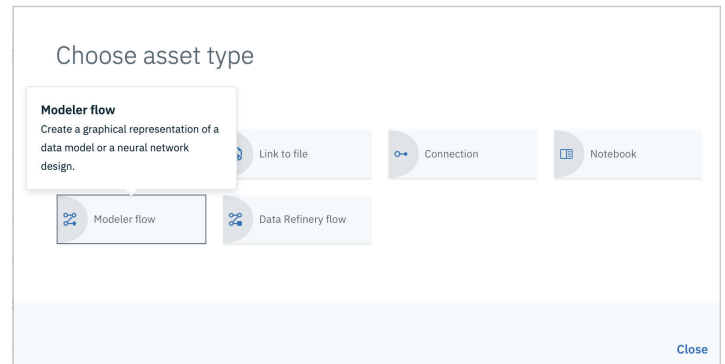 Choose asset type
Modeler flow
Create a graphical representation of a
data model or a neural network
design.
Link to file
Connection
Notebook
Modeler flow
Data Refinery flow
Close